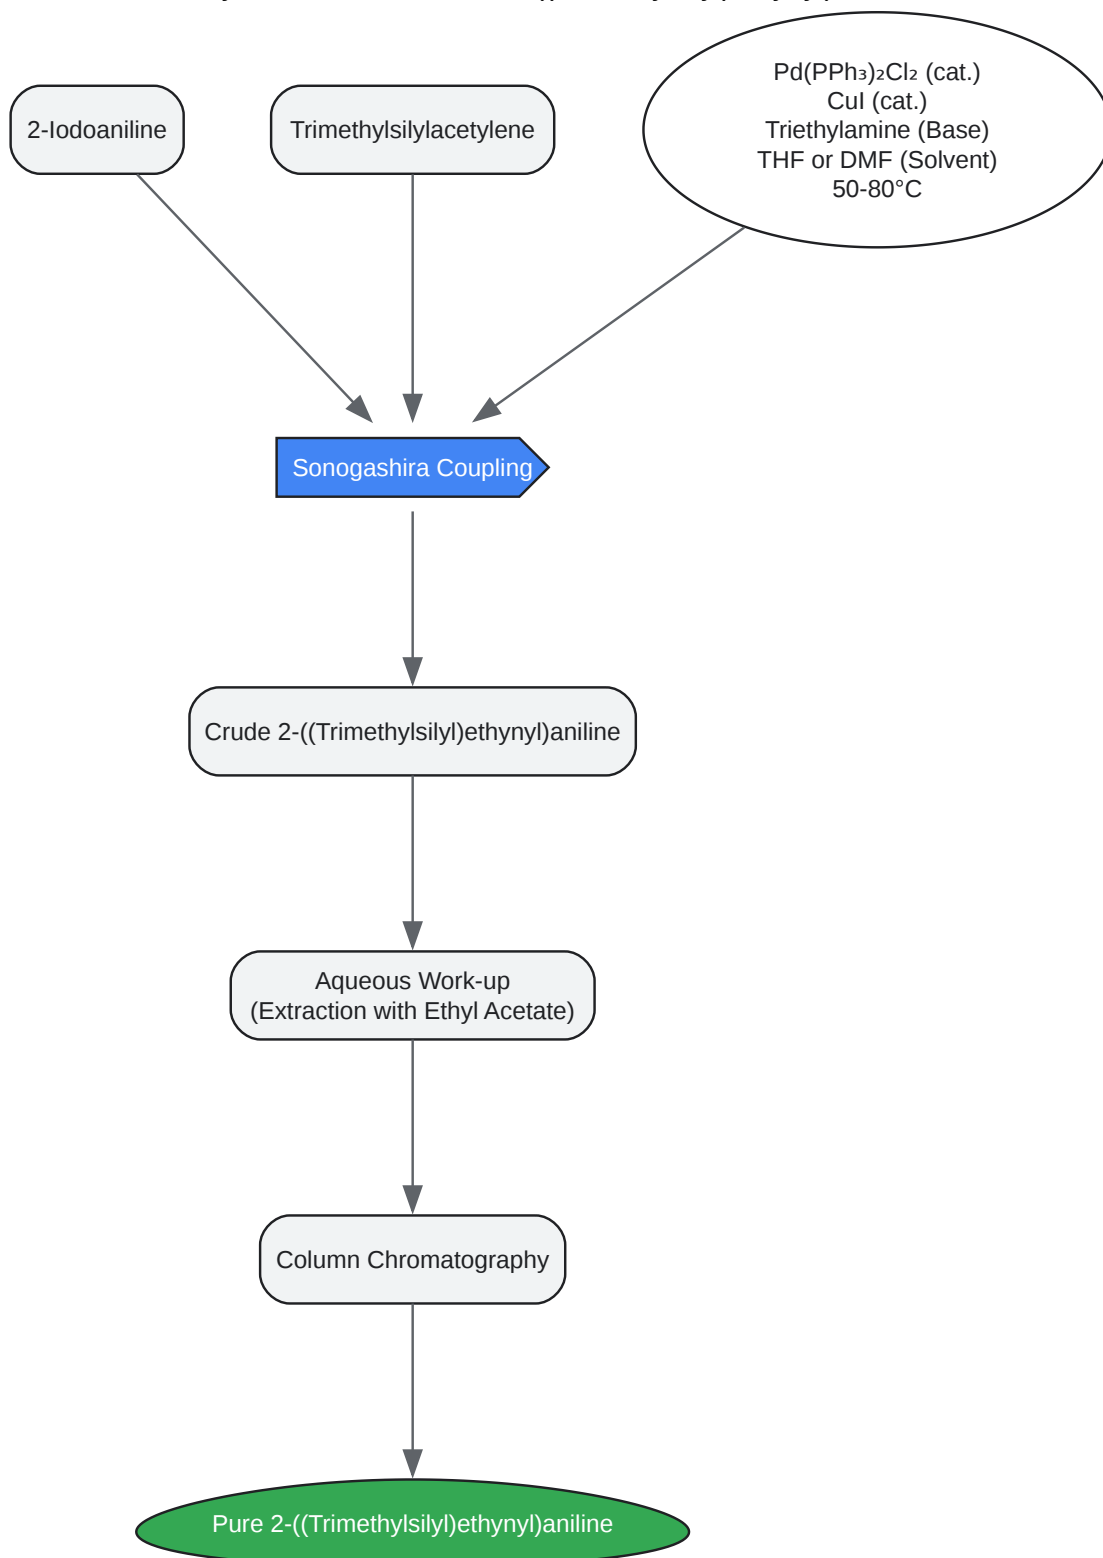 2-Iodoaniline
Trimethylsilylacetylene
Pd(PPh₃)₂Cl₂ (cat.)
CuI (cat.)
Triethylamine (Base)
THF or DMF (Solvent)
50-80°C
Sonogashira Coupling
Crude 2-((Trimethylsilyl)ethynyl)aniline
Aqueous Work-up
(Extraction with Ethyl Acetate)
Column Chromatography
Pure 2-((Trimethylsilyl)ethynyl)aniline